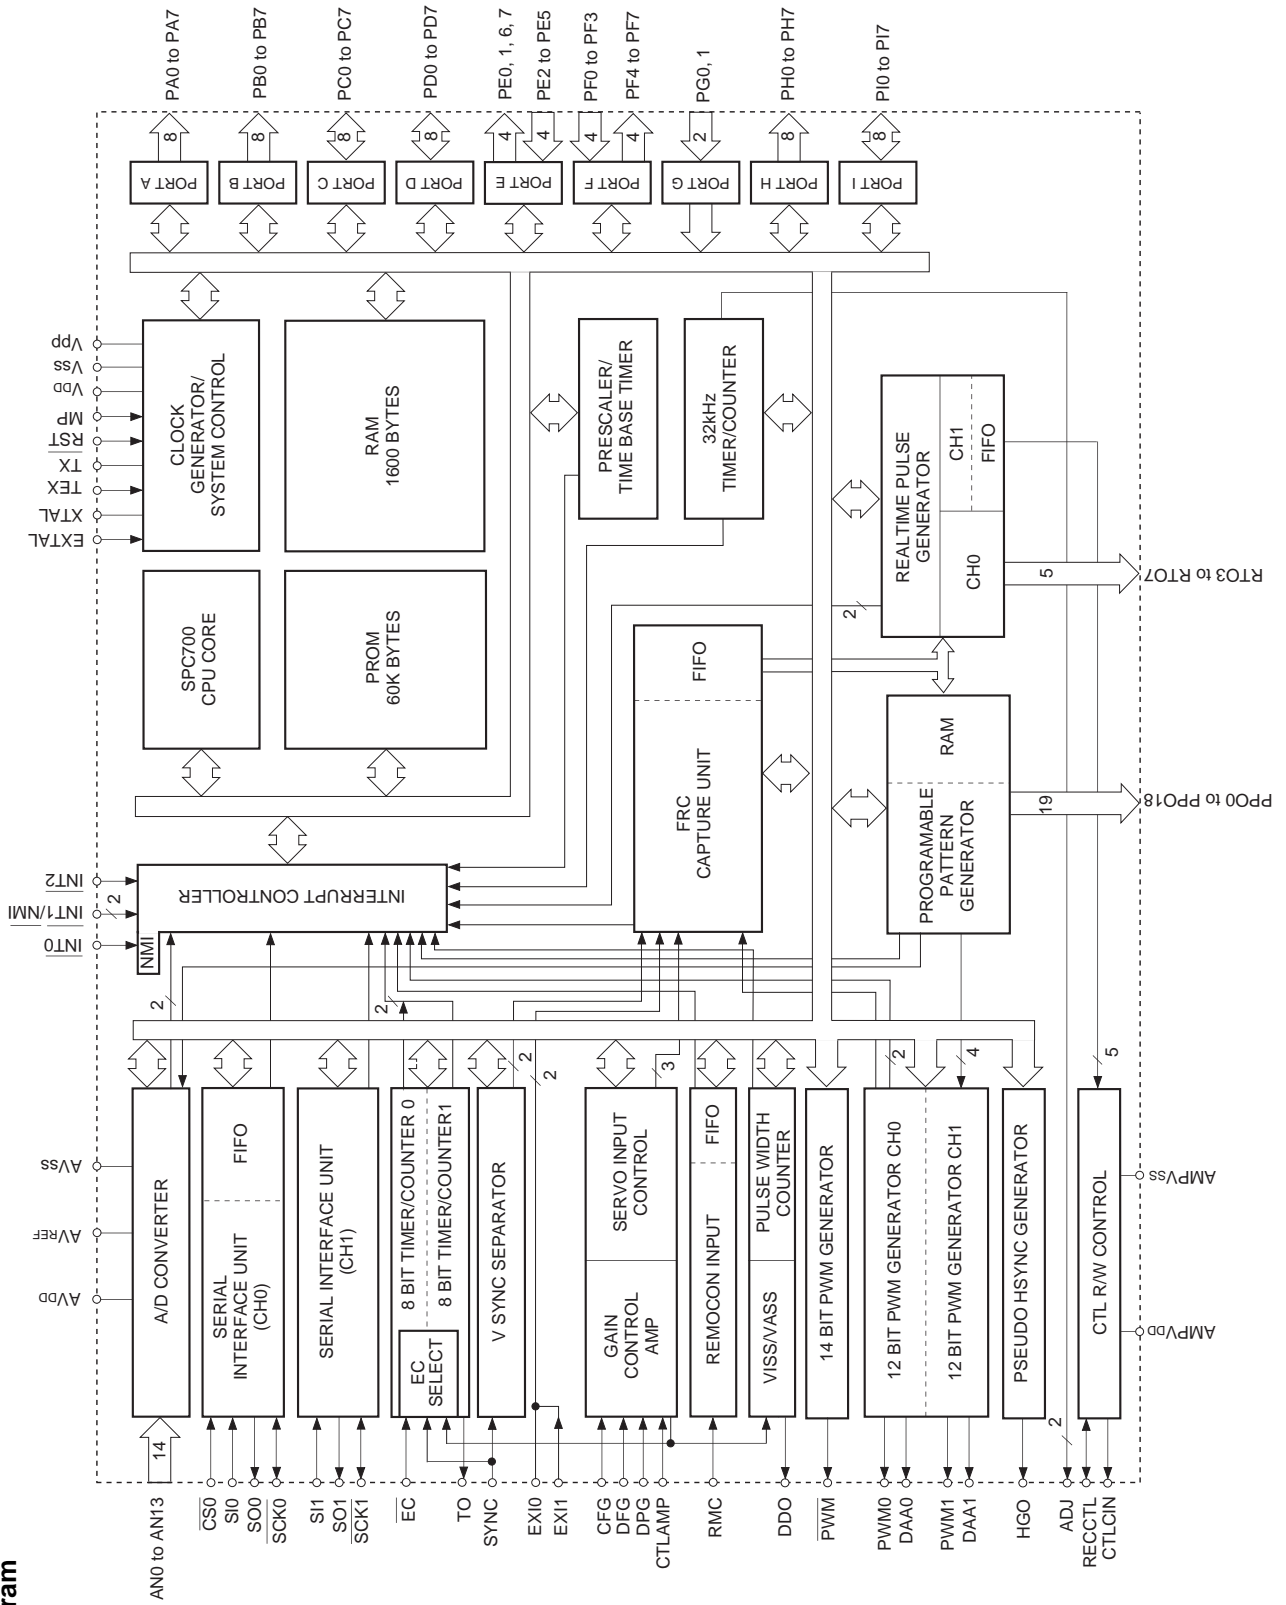 ram
PA0 to PA7
PB0 to PB7
PC0 to PC7
PD0 to PD7
PE0, 1, 6, 7
PE2 to PE5
PF0 to PF3
PF4 to PF7
PG0, 1
PH0 to PH7
PI0 to PI7
8
8
8
8
4
4
4
4
2
8
8
PORT A
PORT B
PORT C
PORT D
PORT E
PORT F
PORT G
PORT H
PORT I
Vpp
Vss
VDD
MP
RST
TX
TEX
XTAL
EXTAL
CLOCK
GENERATOR/
SYSTEM CONTROL
RAM
1600 BYTES
PRESCALER/
TIME BASE TIMER
32kHz
TIMER/COUNTER
SPC700
CPU CORE
PROM
60K BYTES
REALTIME PULSE
GENERATOR
CH0
CH1
FIFO
5
RTO3 to RTO7
2
FRC
CAPTURE UNIT
FIFO
PROGRAMABLE
PATTERN
GENERATOR
RAM
19
PPO0 to PPO18
INT2
INT1/NMI
2
INT0
INTERRUPT CONTROLLER
NMI
2
2
2
2
3
2
4
5
AVss
AVREF
AVDD
A/D CONVERTER
SERIAL
INTERFACE UNIT
(CH0)
FIFO
SERIAL INTERFACE UNIT
(CH1)
8 BIT TIMER/COUNTER 0
8 BIT TIMER/COUNTER1
EC
SELECT
V SYNC SEPARATOR
GAIN
CONTROL
AMP
SERVO INPUT
CONTROL
REMOCON INPUT
FIFO
VISS/VASS
PULSE WIDTH
COUNTER
14 BIT PWM GENERATOR
12 BIT PWM GENERATOR CH0
12 BIT PWM GENERATOR CH1
PSEUDO HSYNC GENERATOR
CTL R/W CONTROL
AMPVss
AMPVDD
14
2
AN0 to AN13
CS0
SI0
SO0
SCK0
SI1
SO1
SCK1
EC
TO
SYNC
EXI0
EXI1
CFG
DFG
DPG
CTLAMP
RMC
DDO
PWM
PWM0
DAA0
PWM1
DAA1
HGO
ADJ
RECCTL
CTLCIN